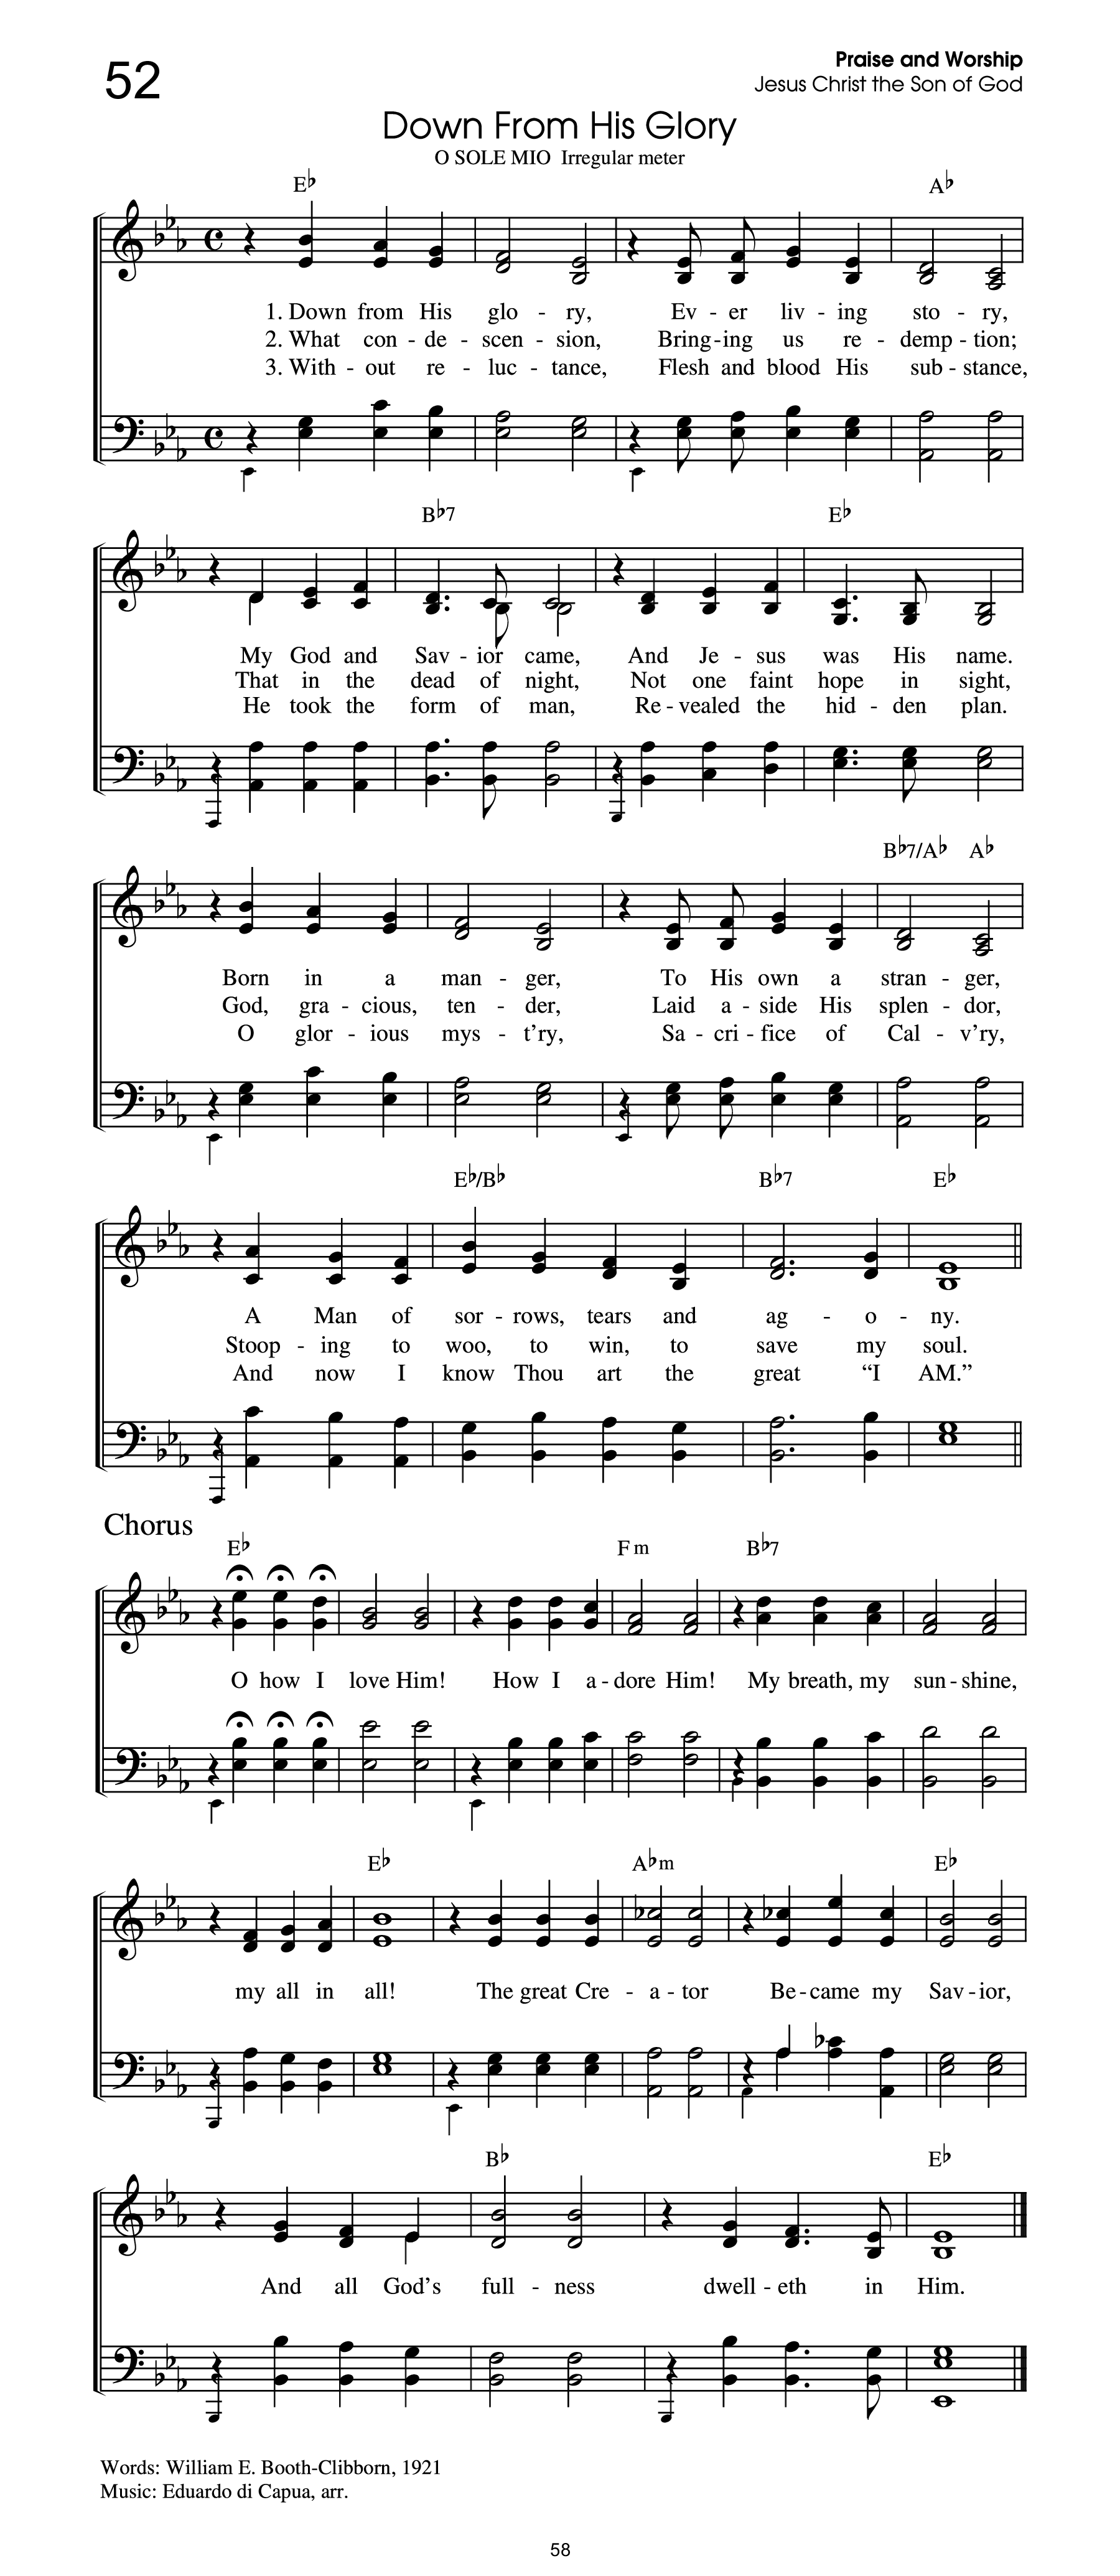 52
Praise and Worship
Jesus Christ the Son of God
Down From His Glory
O SOLE MIO Irregular meter
E♭ A♭
1. Down from His glo - ry, Ev - er liv - ing sto - ry,
2. What con - de - scen - sion, Bring - ing us re - demp - tion;
3. With - out re - luc - tance, Flesh and blood His sub - stance,
B♭7 E♭
My God and Sav - ior came, And Je - sus was His name.
That in the dead of night, Not one faint hope in sight,
He took the form of man, Re - vealed the hid - den plan.
B♭7/A♭ A♭
Born in a man - ger, To His own a stran - ger,
God, gra - cious, ten - der, Laid a - side His splen - dor,
O glor - ious mys - t’ry, Sa - cri - fice of Cal - v’ry,
E♭/B♭ B♭7 E♭
A Man of sor - rows, tears and ag - o - ny.
Stoop - ing to woo, to win, to save my soul.
And now I know Thou art the great “I AM.”
Chorus
E♭ Fm B♭7
O how I love Him! How I a - dore Him! My breath, my sun - shine,
E♭ A♭m E♭
my all in all! The great Cre - a - tor Be - came my Sav - ior,
B♭ E♭
And all God’s full - ness dwell - eth in Him.
Words: William E. Booth-Clibborn, 1921
Music: Eduardo di Capua, arr.
58